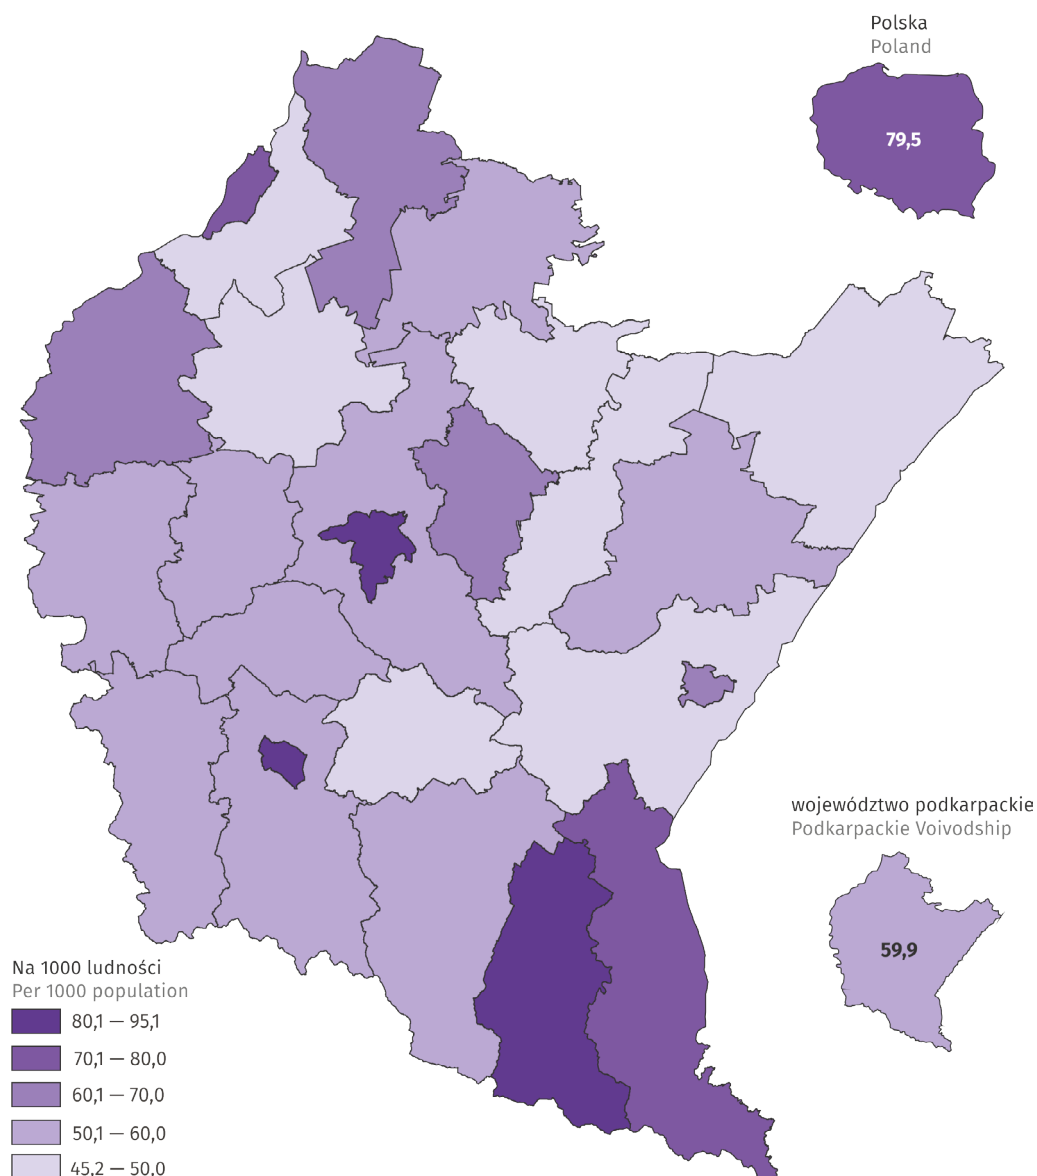 Polska
Poland
79,5
województwo podkarpackie
Podkarpackie Voivodship
59,9
Na 1000 ludności
Per 1000 population
80,1 — 95,1
70,1 — 80,0
60,1 — 70,0
50,1 — 60,0
45,2 — 50,0